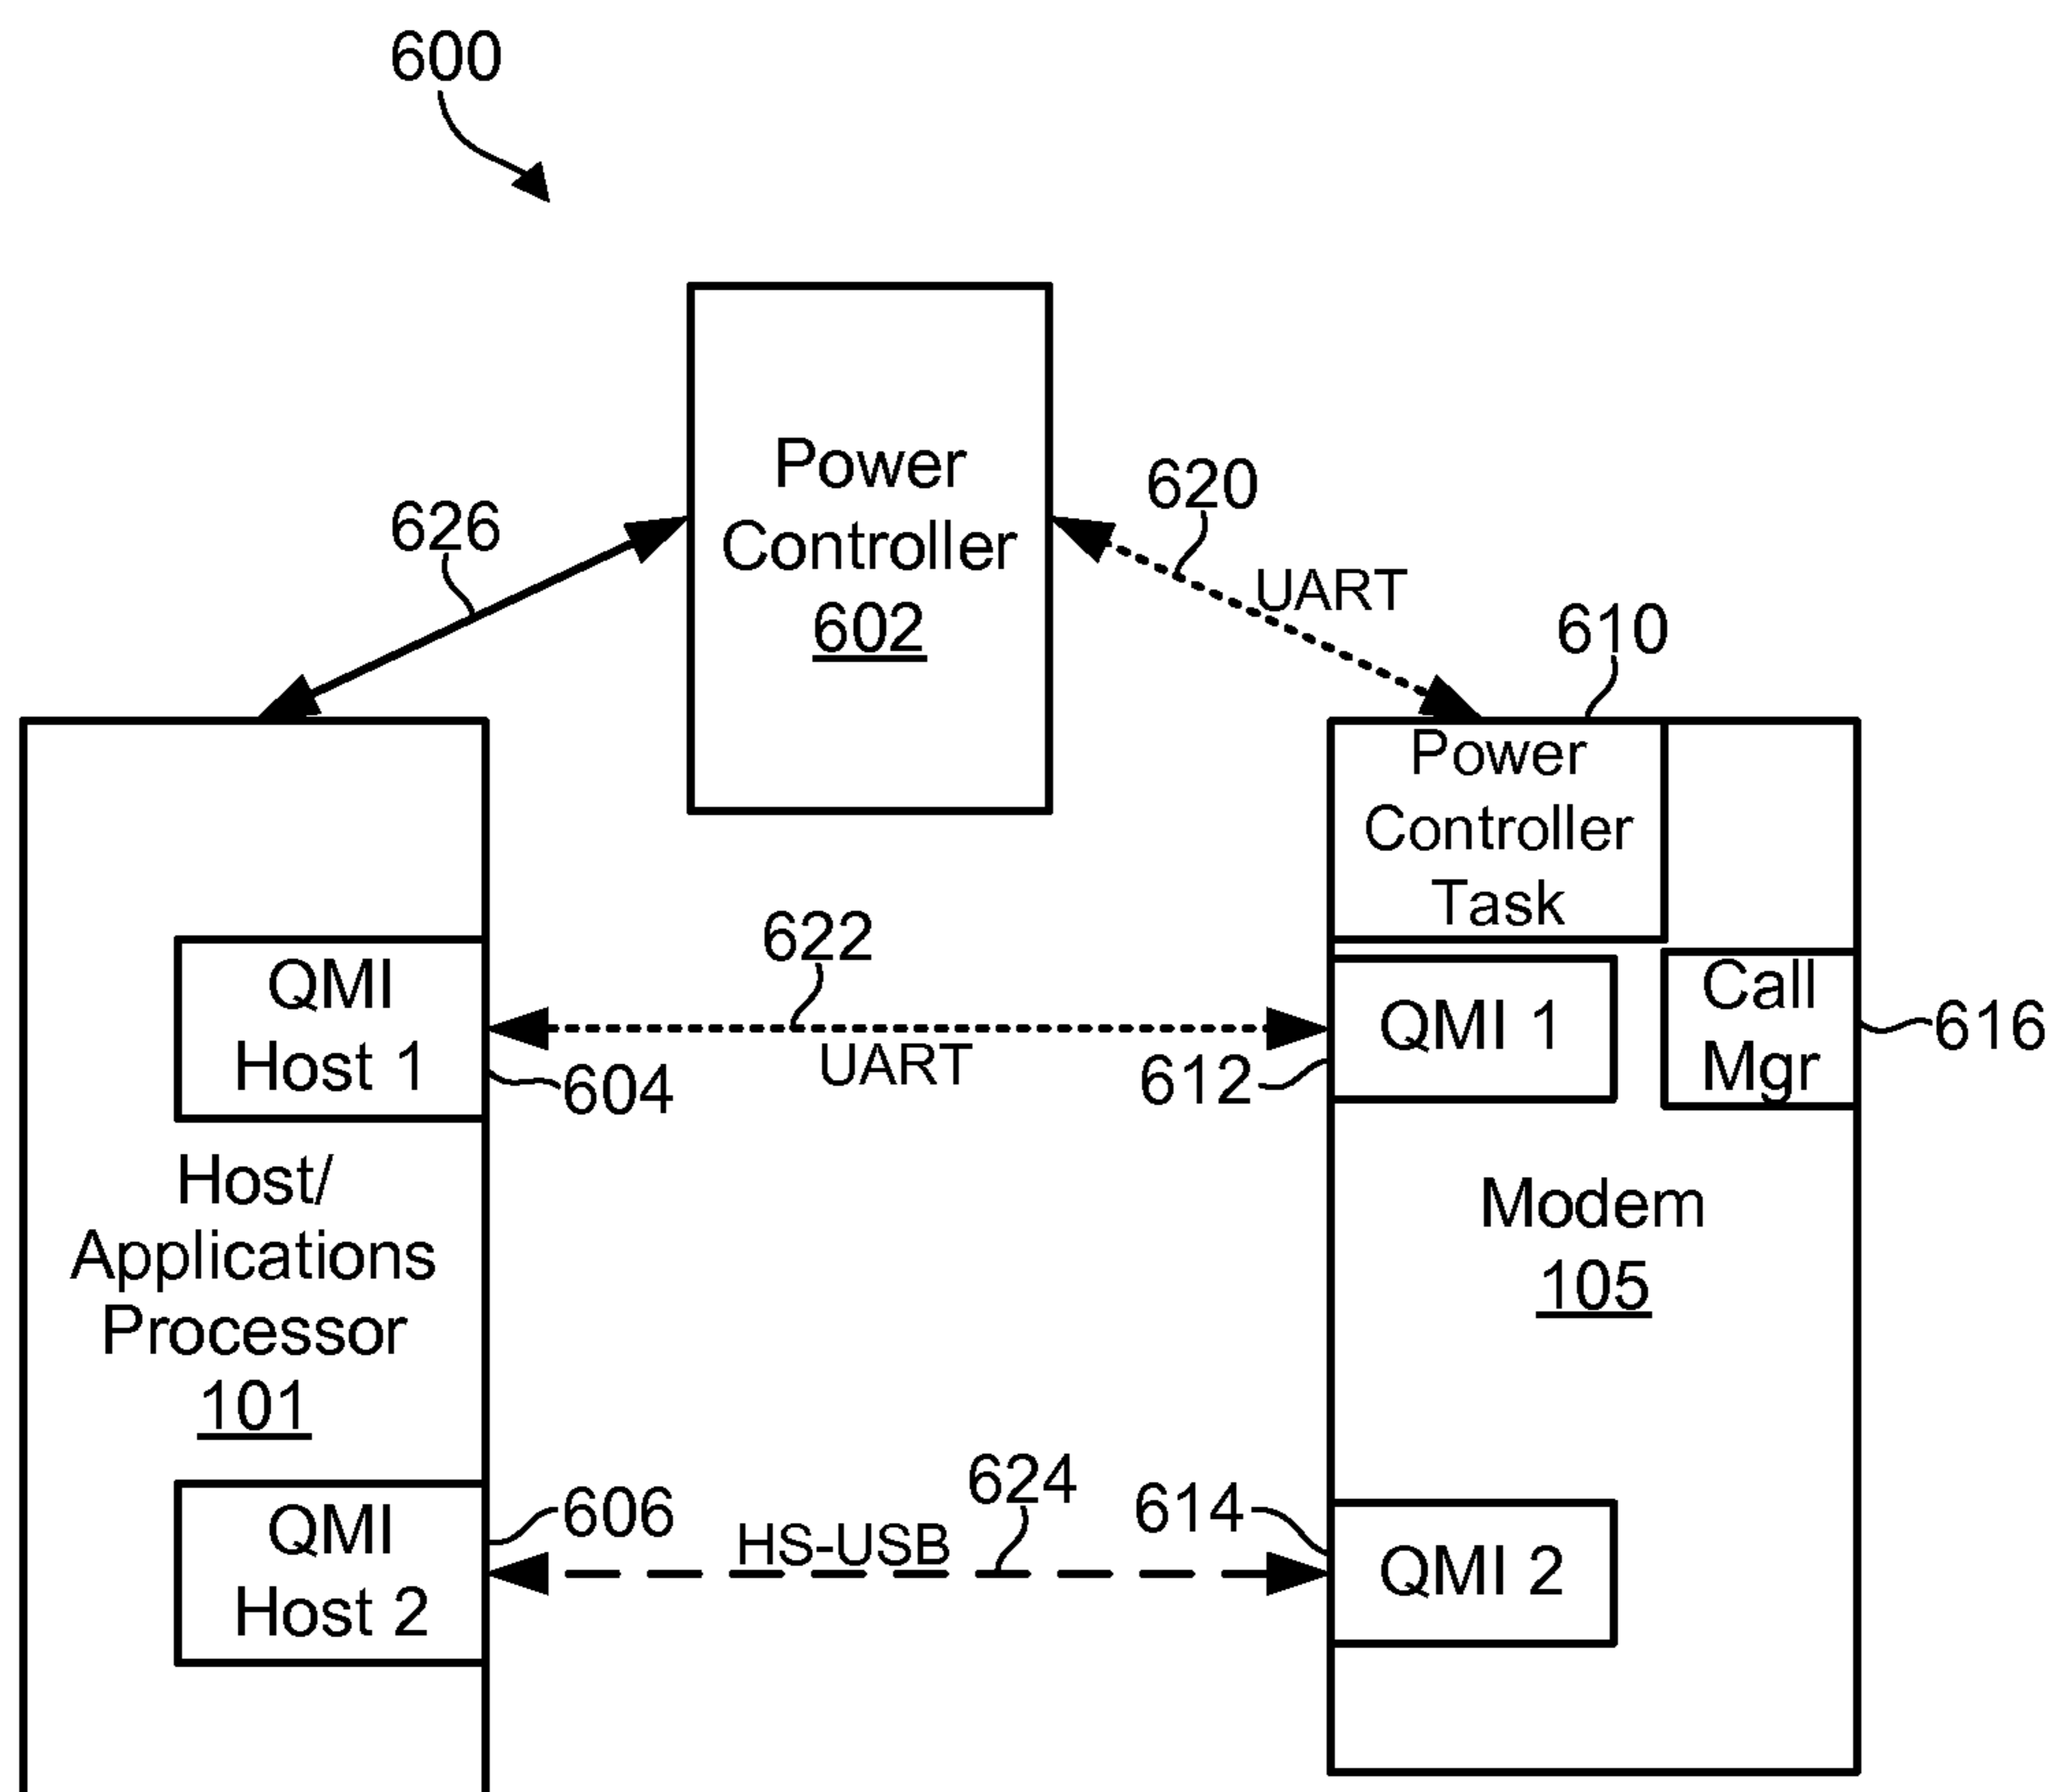 600
Power
Controller
602
626
620
UART
610
Power
Controller
Task
622
UART
QMI
Host 1
604
612
QMI 1
Call
Mgr
616
Host/
Applications
Processor
101
Modem
105
QMI
Host 2
606
624
HS-USB
614
QMI 2